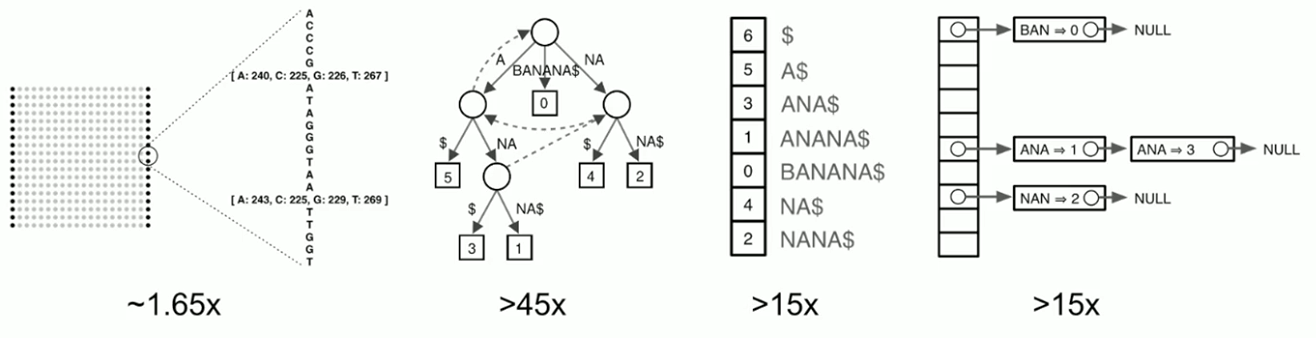 A
C
C
C
G
[ A: 240, C: 225, G: 226, T: 267 ]
A
T
A
G
G
G
T
A
A
[ A: 243, C: 225, G: 229, T: 269 ]
T
T
G
G
T
~1.65x
A BANANA$ NA
0
$ NA $ NA$
5 4 2
$ NA$
3 1
>45x
6 $
5 A$
3 ANA$
1 ANANA$
0 BANANA$
4 NA$
2 NANA$
>15x
BAN ⇒ 0 NULL
ANA ⇒ 1 ANA ⇒ 3 NULL
NAN ⇒ 2 NULL
>15x